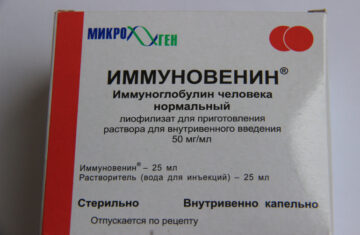 МИКРОГЕН
ИММУНОВЕНИН®
Иммуноглобулин человека
нормальный
лиофилизат для приготовления
раствора для внутривенного введения
50 мг/мл
Иммуновенин® – 25 мл
Растворитель (вода для инъекций) – 25 мл
Стерильно Внутривенно капельно
Отпускается по рецепту